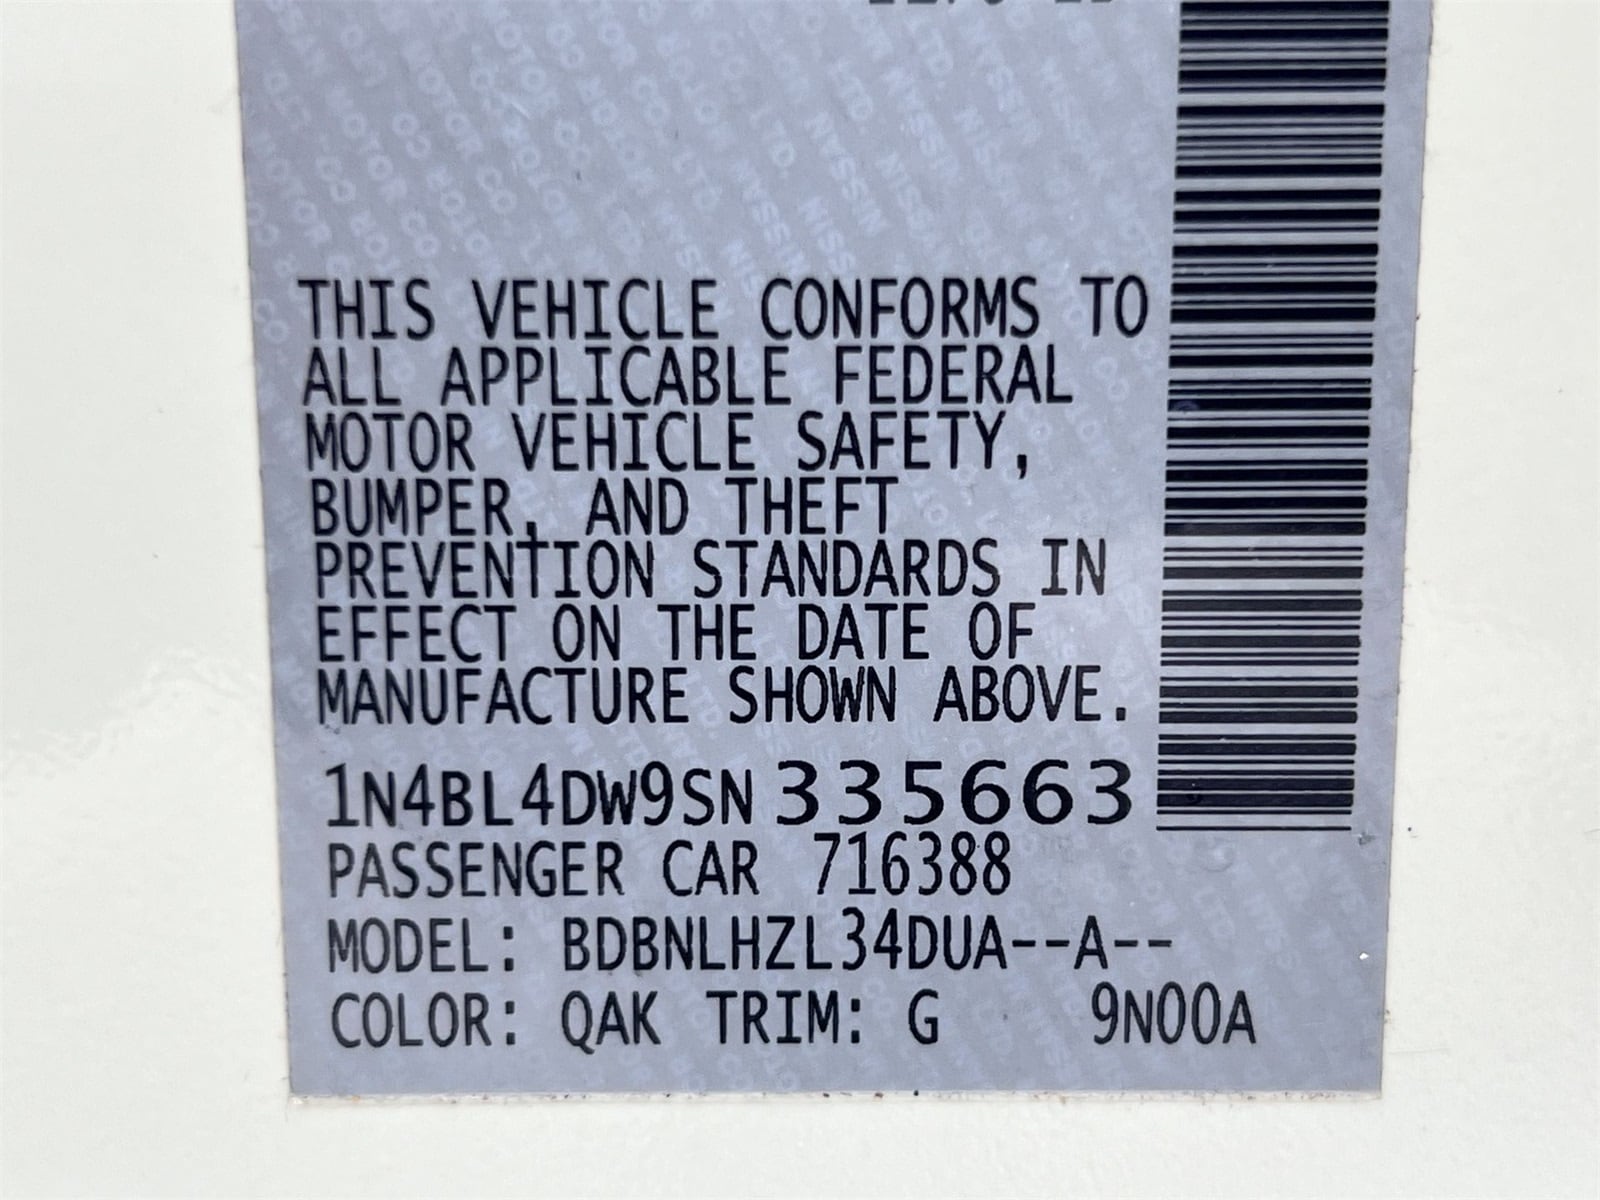 THIS VEHICLE CONFORMS TO
ALL APPLICABLE FEDERAL
MOTOR VEHICLE SAFETY,
BUMPER, AND THEFT
PREVENTION STANDARDS IN
EFFECT ON THE DATE OF
MANUFACTURE SHOWN ABOVE.
1N4BL4DW9SN335663
PASSENGER CAR 716388
MODEL: BDBNLHZL34DUA--A--
COLOR: QAK TRIM: G 9N00A